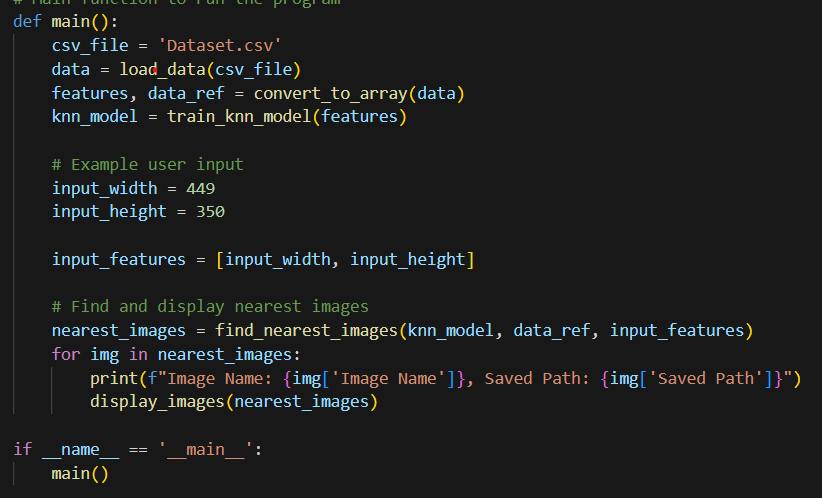 # Main function to run the program
def main():
    csv_file = 'Dataset.csv'
    data = load_data(csv_file)
    features, data_ref = convert_to_array(data)
    knn_model = train_knn_model(features)
    # Example user input
    input_width = 449
    input_height = 350
    input_features = [input_width, input_height]
    # Find and display nearest images
    nearest_images = find_nearest_images(knn_model, data_ref, input_features)
    for img in nearest_images:
        print(f"Image Name: {img['Image Name']}, Saved Path: {img['Saved Path']}")
        display_images(nearest_images)
if __name__ == '__main__':
    main()